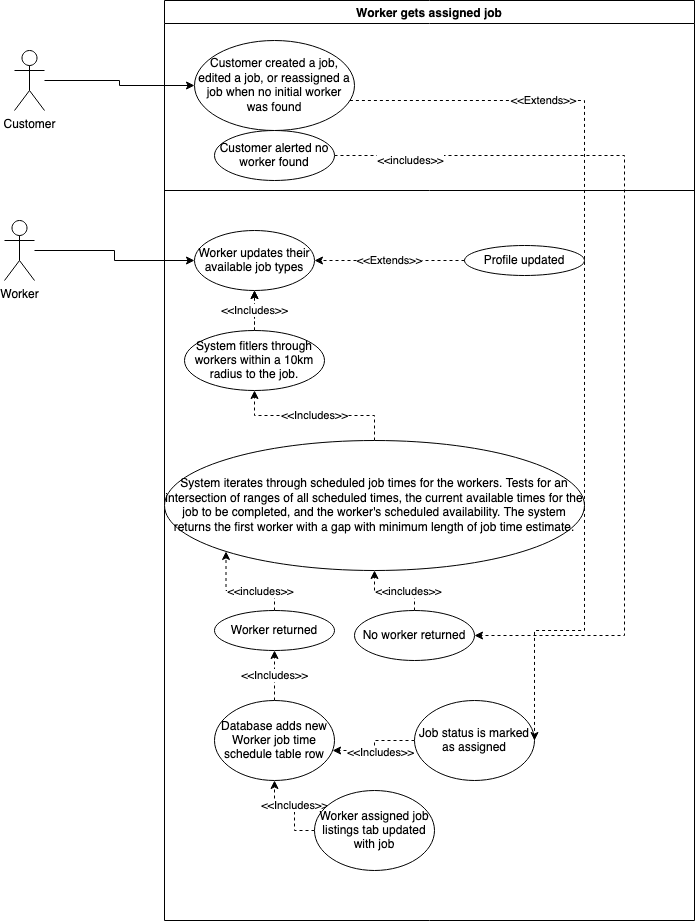 Worker gets assigned job
Customer created a job,
edited a job, or reassigned a
job when no initial worker
was found
<<Extends>>
Customer
Customer alerted no
worker found
<<includes>>
Worker updates their
available job types
<<Extends>>
Profile updated
Worker
<<Includes>>
System fitlers through
workers within a 10km
radius to the job.
<<Includes>>
System iterates through scheduled job times for the workers. Tests for an
intersection of ranges of all scheduled times, the current available times for the
job to be completed, and the worker's scheduled availability. The system
returns the first worker with a gap with minimum length of job time estimate.
<<includes>>
<<includes>>
Worker returned
No worker returned
<<Includes>>
Database adds new
Worker job time
schedule table row
<<Includes>>
Job status is marked
as assigned
<<Includes>>
Worker assigned job
listings tab updated
with job